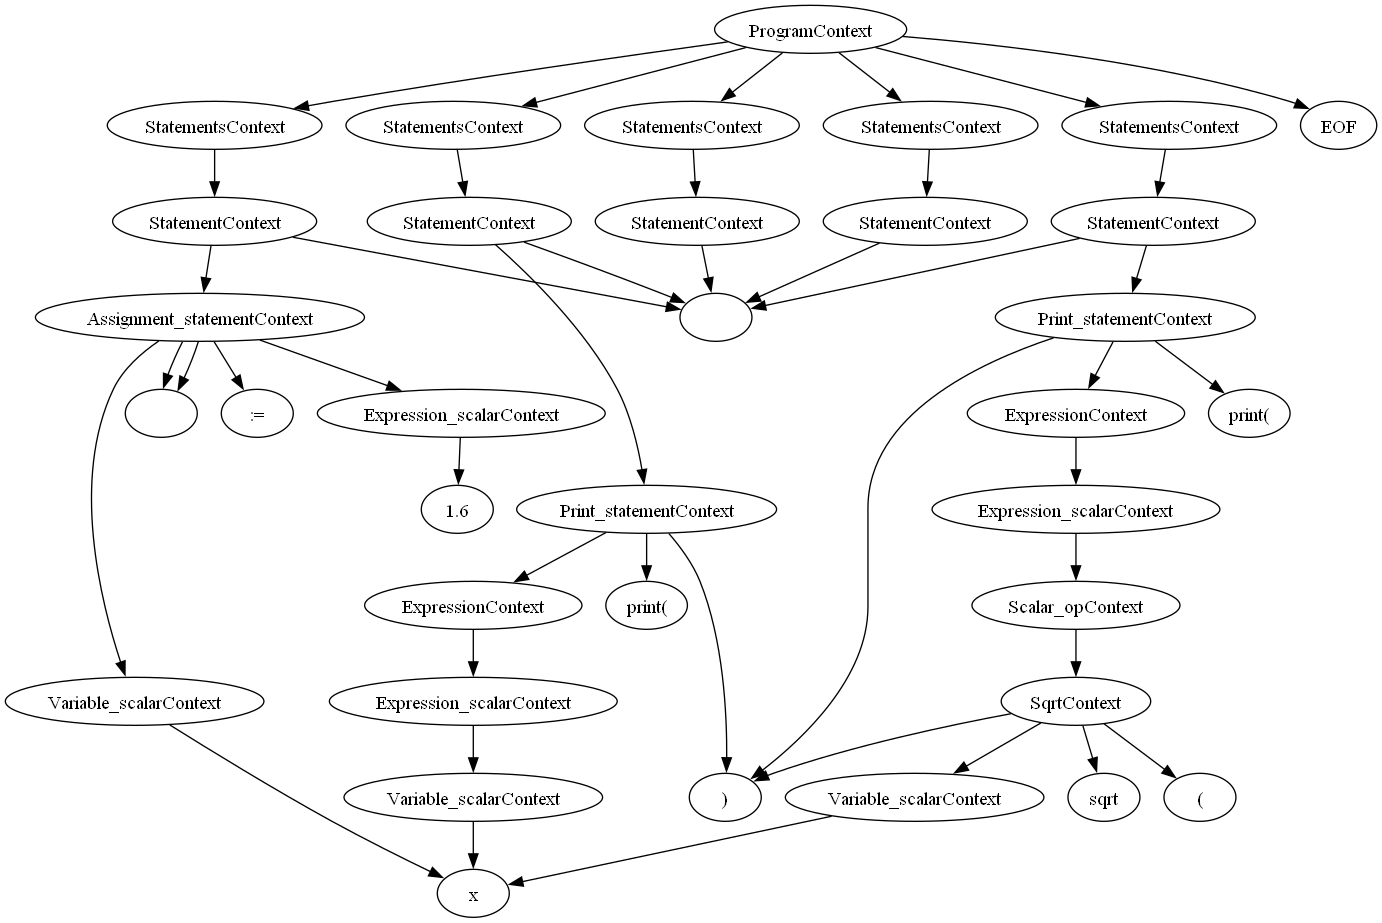 ProgramContext
StatementsContext
StatementsContext
StatementsContext
StatementsContext
StatementsContext
EOF
StatementContext
StatementContext
StatementContext
StatementContext
StatementContext
Assignment_statementContext
Print_statementContext
:=
Expression_scalarContext
ExpressionContext
print(
1.6
Print_statementContext
Expression_scalarContext
ExpressionContext
print(
Scalar_opContext
Variable_scalarContext
Expression_scalarContext
SqrtContext
Variable_scalarContext
)
Variable_scalarContext
sqrt
(
x